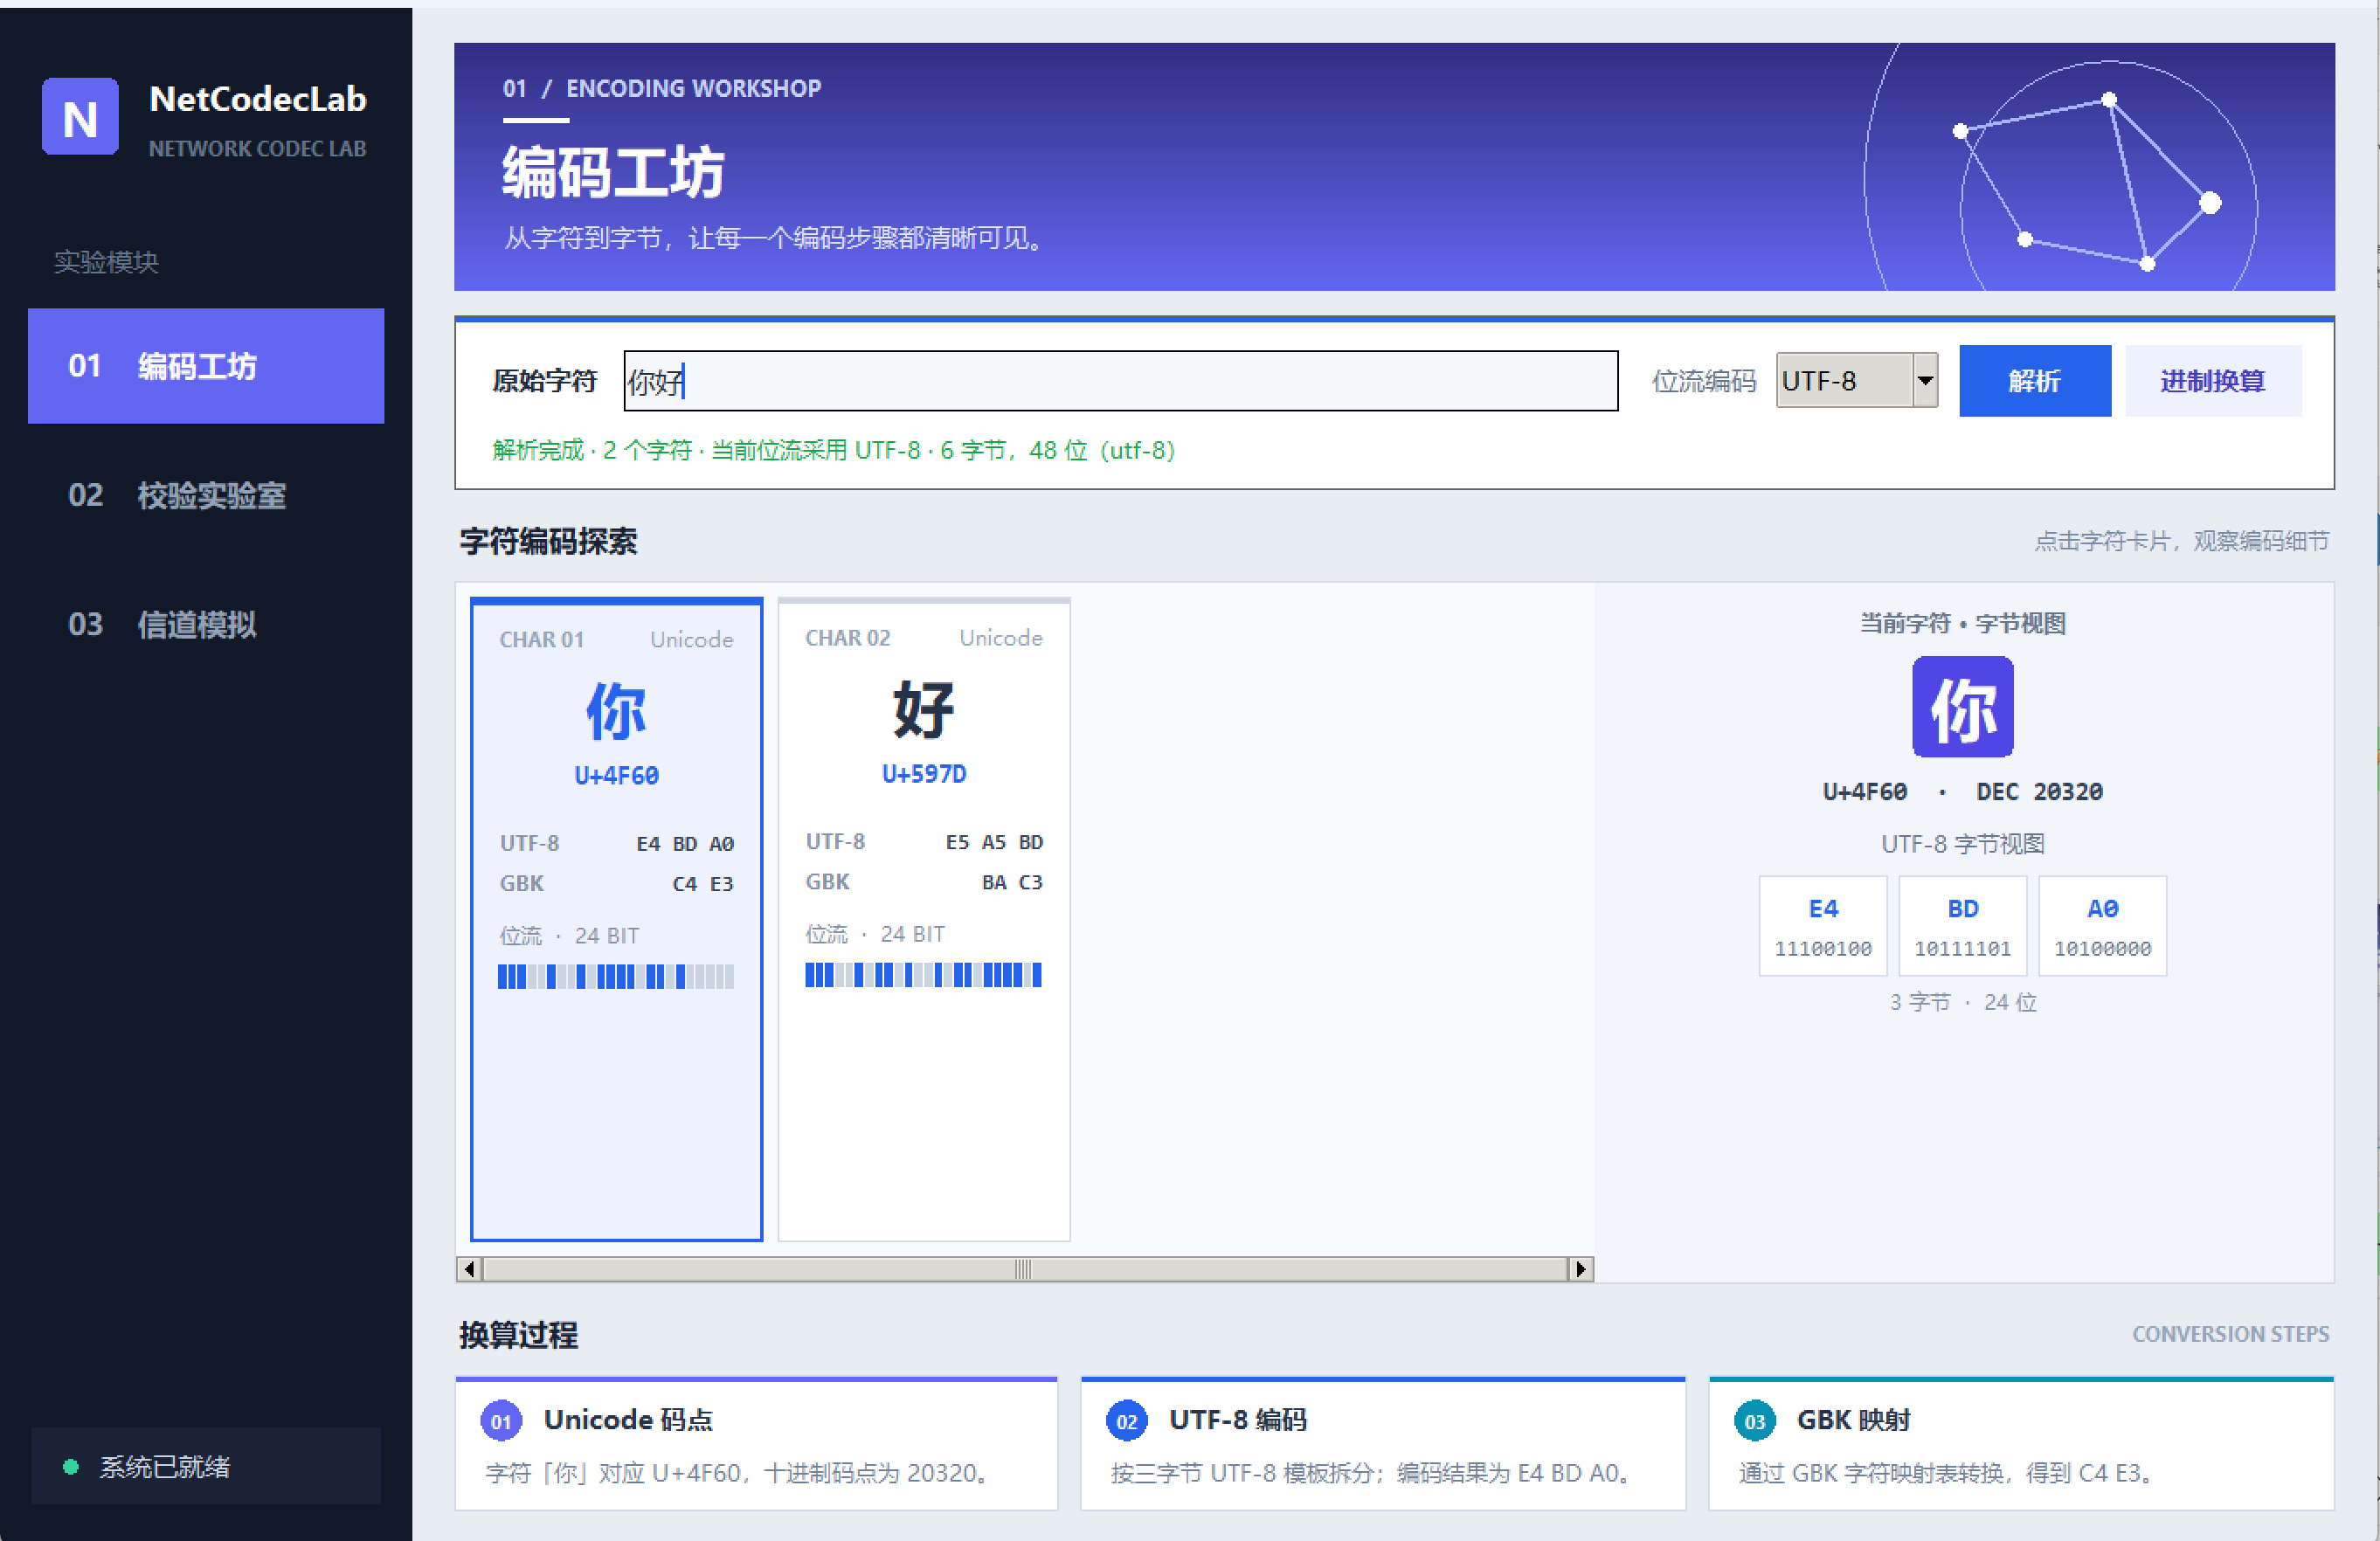 N
NetCodecLab
NETWORK CODEC LAB
实验模块
01 编码工坊
02 校验实验室
03 信道模拟
系统已就绪
01 / ENCODING WORKSHOP
编码工坊
从字符到字节，让每一个编码步骤都清晰可见。
原始字符 你好 位流编码 UTF-8 解析 进制换算
解析完成 · 2 个字符 · 当前位流采用 UTF-8 · 6 字节，48 位（utf-8）
字符编码探索 点击字符卡片，观察编码细节
CHAR 01 Unicode
你
U+4F60
UTF-8 E4 BD A0
GBK C4 E3
位流 · 24 BIT
CHAR 02 Unicode
好
U+597D
UTF-8 E5 A5 BD
GBK BA C3
位流 · 24 BIT
当前字符 • 字节视图
你
U+4F60 · DEC 20320
UTF-8 字节视图
E4 BD A0
11100100 10111101 10100000
3 字节 · 24 位
换算过程 CONVERSION STEPS
01 Unicode 码点
字符「你」对应 U+4F60，十进制码点为 20320。
02 UTF-8 编码
按三字节 UTF-8 模板拆分；编码结果为 E4 BD A0。
03 GBK 映射
通过 GBK 字符映射表转换，得到 C4 E3。